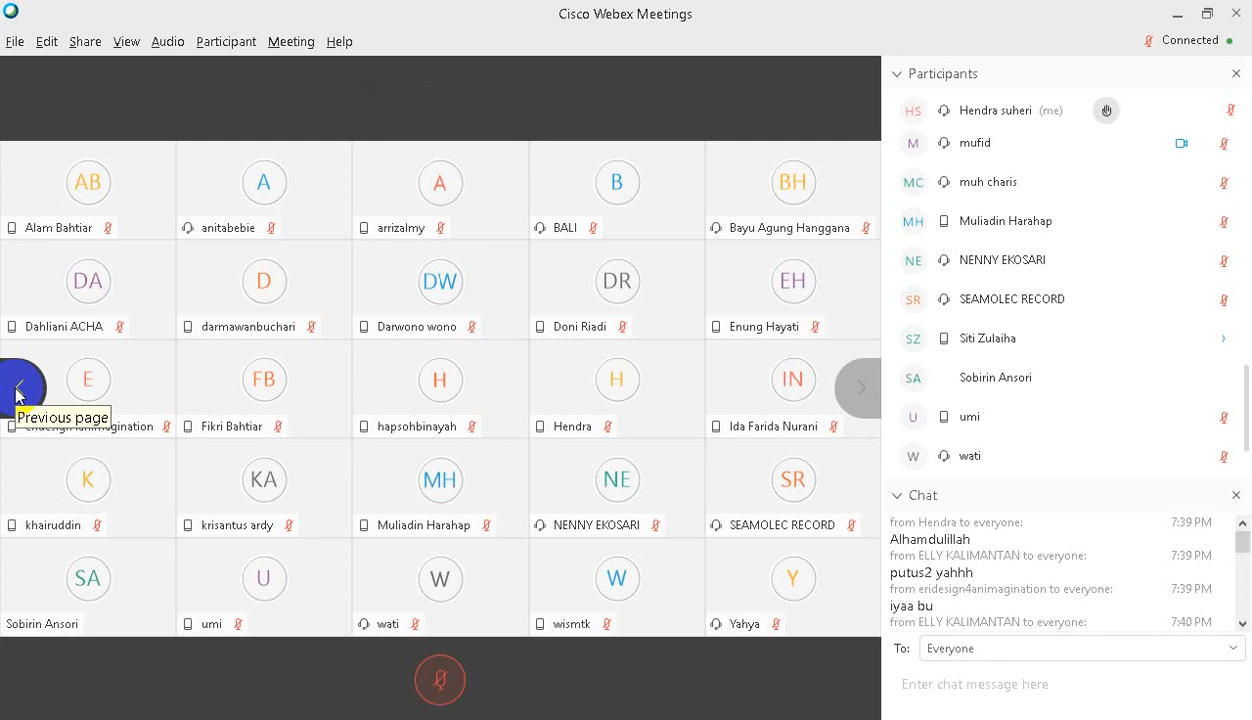 Cisco Webex Meetings
File Edit Share View Audio Participant Meeting Help
Connected
AB A A B BH
Alam Bahtiar anitabebie arrizalmy BALI Bayu Agung Hanggana
DA D DW DR EH
Dahliani ACHA darmawanbuchari Darwono wono Doni Riadi Enung Hayati
E FB H H IN
Previous page
eridesign4animagination Fikri Bahtiar hapsohbinayah Hendra Ida Farida Nurani
K KA MH NE SR
khairuddin krisantus ardy Muliadin Harahap NENNY EKOSARI SEAMOLEC RECORD
SA U W W Y
Sobirin Ansori umi wati wismtk Yahya
Participants
HS Hendra suheri (me)
M mufid
MC muh charis
MH Muliadin Harahap
NE NENNY EKOSARI
SR SEAMOLEC RECORD
SZ Siti Zulaiha
SA Sobirin Ansori
U umi
W wati
Chat
from Hendra to everyone: 7:39 PM
Alhamdulillah
from ELLY KALIMANTAN to everyone: 7:39 PM
putus2 yahhh
from eridesign4animagination to everyone: 7:39 PM
iyaa bu
from ELLY KALIMANTAN to everyone: 7:40 PM
To: Everyone
Enter chat message here